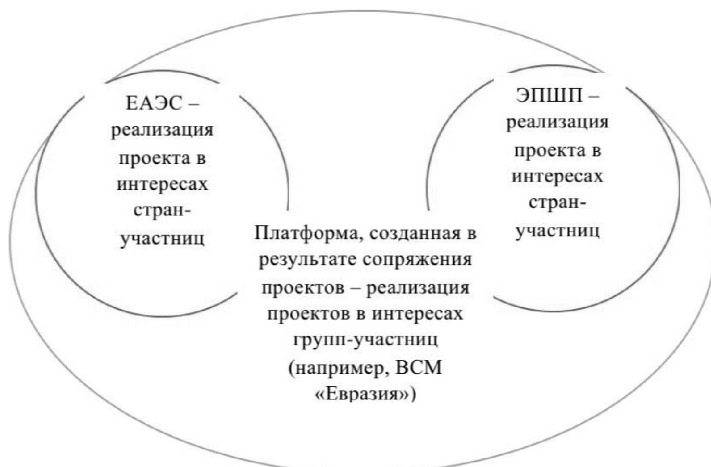 ЕАЭС –
реализация
проекта в
интересах
стран-
участниц
ЭПШП –
реализация
проекта в
интересах
стран-
участниц
Платформа, созданная в
результате сопряжения
проектов – реализация
проектов в интересах
групп-участниц
(например, ВСМ
«Евразия»)